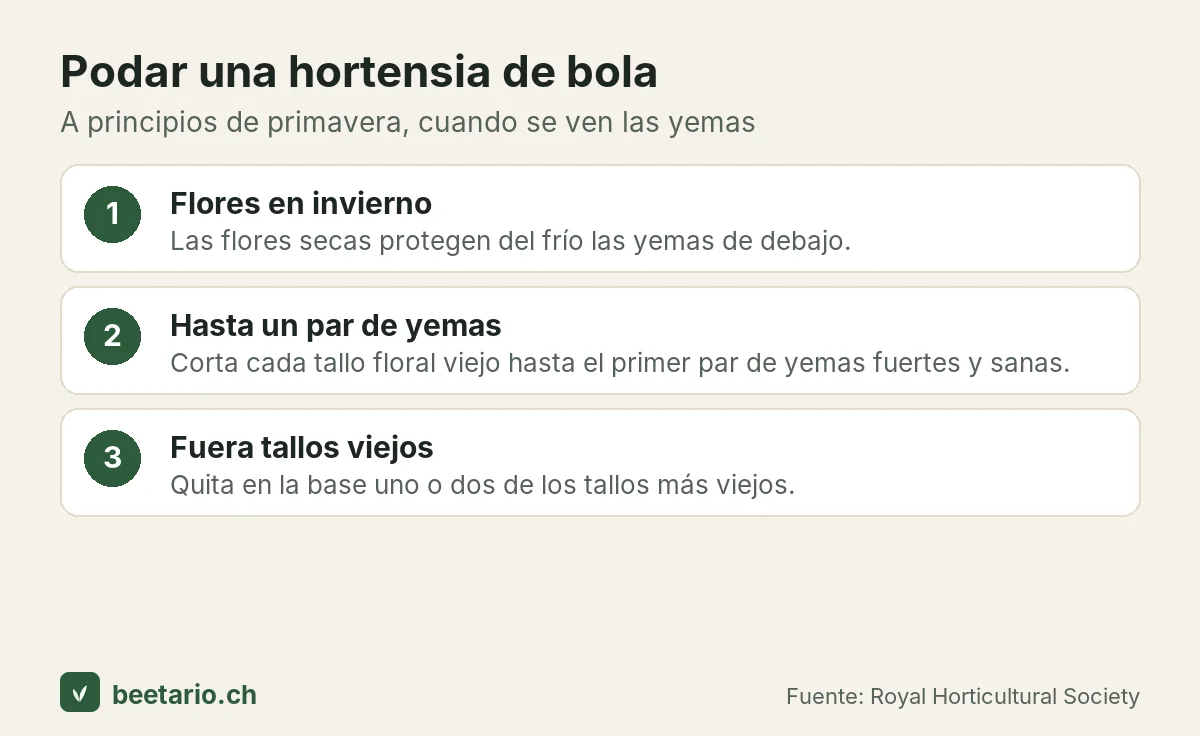 Podar una hortensia de bola
A principios de primavera, cuando se ven las yemas
1
Flores en invierno
Las flores secas protegen del frío las yemas de debajo.
2
Hasta un par de yemas
Corta cada tallo floral viejo hasta el primer par de yemas fuertes y sanas.
3
Fuera tallos viejos
Quita en la base uno o dos de los tallos más viejos.
beetario.ch
Fuente: Royal Horticultural Society